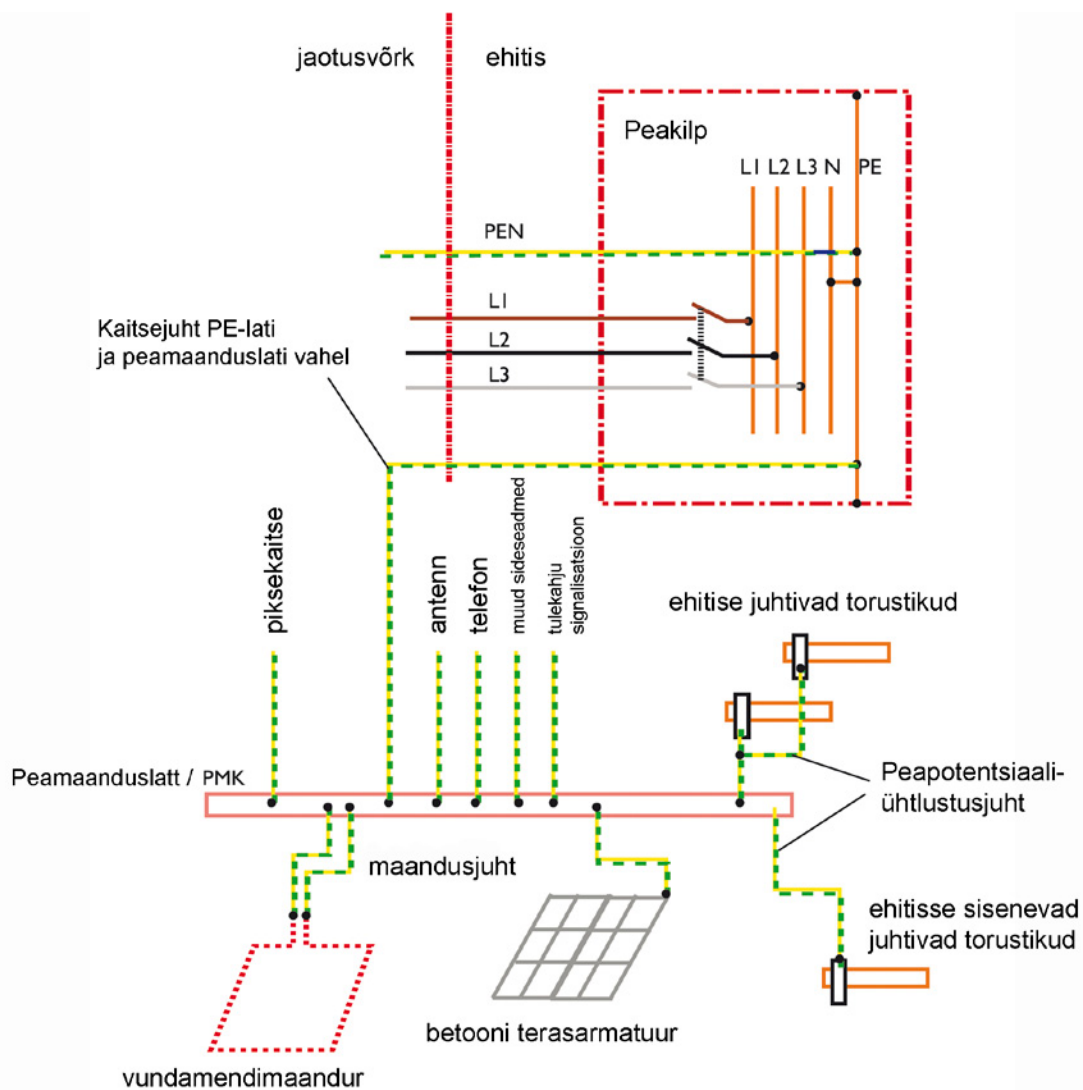 jaotusvõrk
ehitis
Peakilp
L1 L2 L3 N PE
PEN
L1
L2
L3
Kaitsejuht PE-lati
ja peamaanduslati vahel
piksekaitse
antenn
telefon
muud sideseadmed
tulekahju
signalisatsioon
ehitise juhtivad torustikud
Peamaanduslatt / PMK
Peapotentsiaali-
ühtlustusjuht
maandusjuht
ehitisse sisenevad
juhtivad torustikud
betooni terasarmatuur
vundamendimaandur